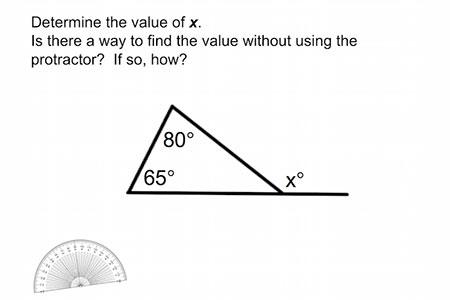 Determine the value of x.
Is there a way to find the value without using the
protractor?  If so, how?
80°
65°
x°